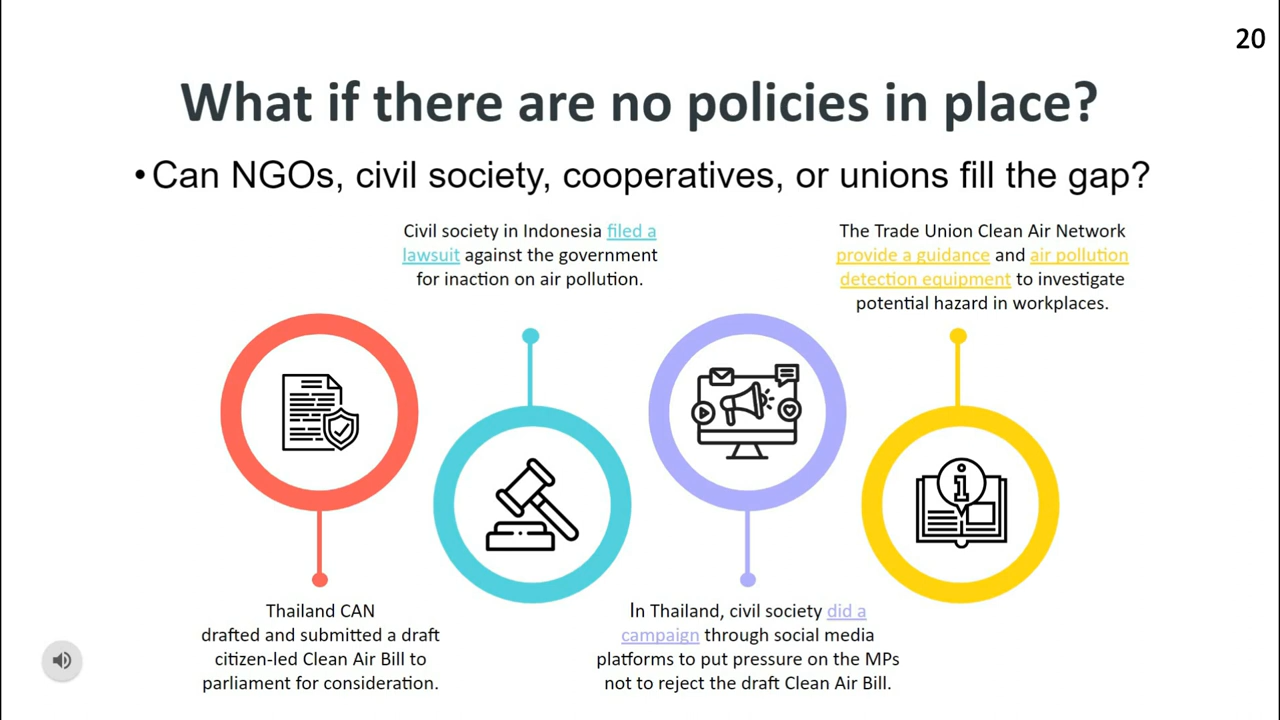 20
What if there are no policies in place?
•Can NGOs, civil society, cooperatives, or unions fill the gap?
Civil society in Indonesia filed a
lawsuit against the government
for inaction on air pollution.
The Trade Union Clean Air Network
provide a guidance and air pollution
detection equipment to investigate
potential hazard in workplaces.
Thailand CAN
drafted and submitted a draft
citizen-led Clean Air Bill to
parliament for consideration.
In Thailand, civil society did a
campaign through social media
platforms to put pressure on the MPs
not to reject the draft Clean Air Bill.